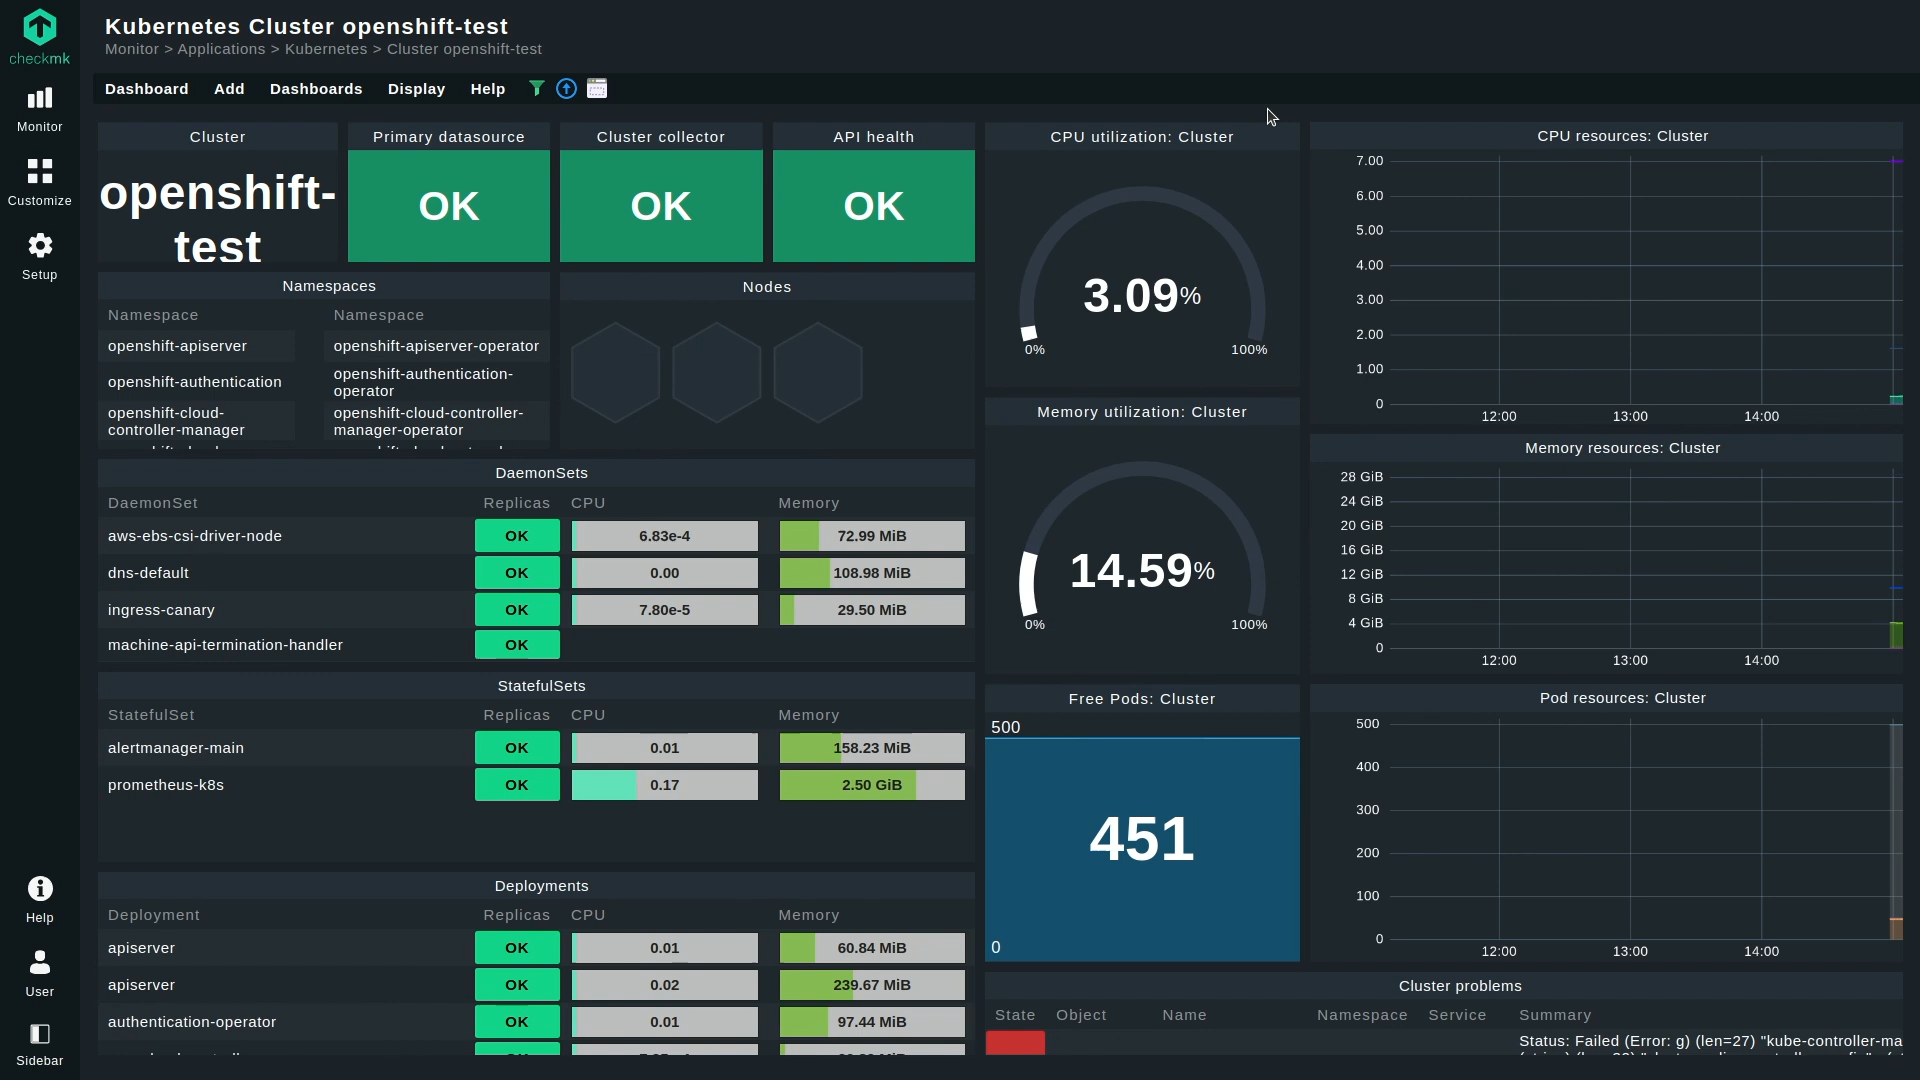 checkmk
Kubernetes Cluster openshift-test
Monitor > Applications > Kubernetes > Cluster openshift-test
Dashboard Add Dashboards Display Help
Monitor
Customize
Setup
Help
User
Sidebar
Cluster
openshift-
test
Primary datasource
OK
Cluster collector
OK
API health
OK
Namespaces
Namespace Namespace
openshift-apiserver openshift-apiserver-operator
openshift-authentication openshift-authentication-
operator
openshift-cloud- openshift-cloud-controller-
controller-manager manager-operator
Nodes
DaemonSets
DaemonSet Replicas CPU Memory
aws-ebs-csi-driver-node OK 6.83e-4 72.99 MiB
dns-default OK 0.00 108.98 MiB
ingress-canary OK 7.80e-5 29.50 MiB
machine-api-termination-handler OK
StatefulSets
StatefulSet Replicas CPU Memory
alertmanager-main OK 0.01 158.23 MiB
prometheus-k8s OK 0.17 2.50 GiB
Deployments
Deployment Replicas CPU Memory
apiserver OK 0.01 60.84 MiB
apiserver OK 0.02 239.67 MiB
authentication-operator OK 0.01 97.44 MiB
CPU utilization: Cluster
3.09%
0% 100%
Memory utilization: Cluster
14.59%
0% 100%
Free Pods: Cluster
500
451
0
CPU resources: Cluster
7.00
6.00
5.00
4.00
3.00
2.00
1.00
0
12:00 13:00 14:00
Memory resources: Cluster
28 GiB
24 GiB
20 GiB
16 GiB
12 GiB
8 GiB
4 GiB
0
12:00 13:00 14:00
Pod resources: Cluster
500
400
300
200
100
0
12:00 13:00 14:00
Cluster problems
State Object Name Namespace Service Summary
Status: Failed (Error: g) (len=27) "kube-controller-ma